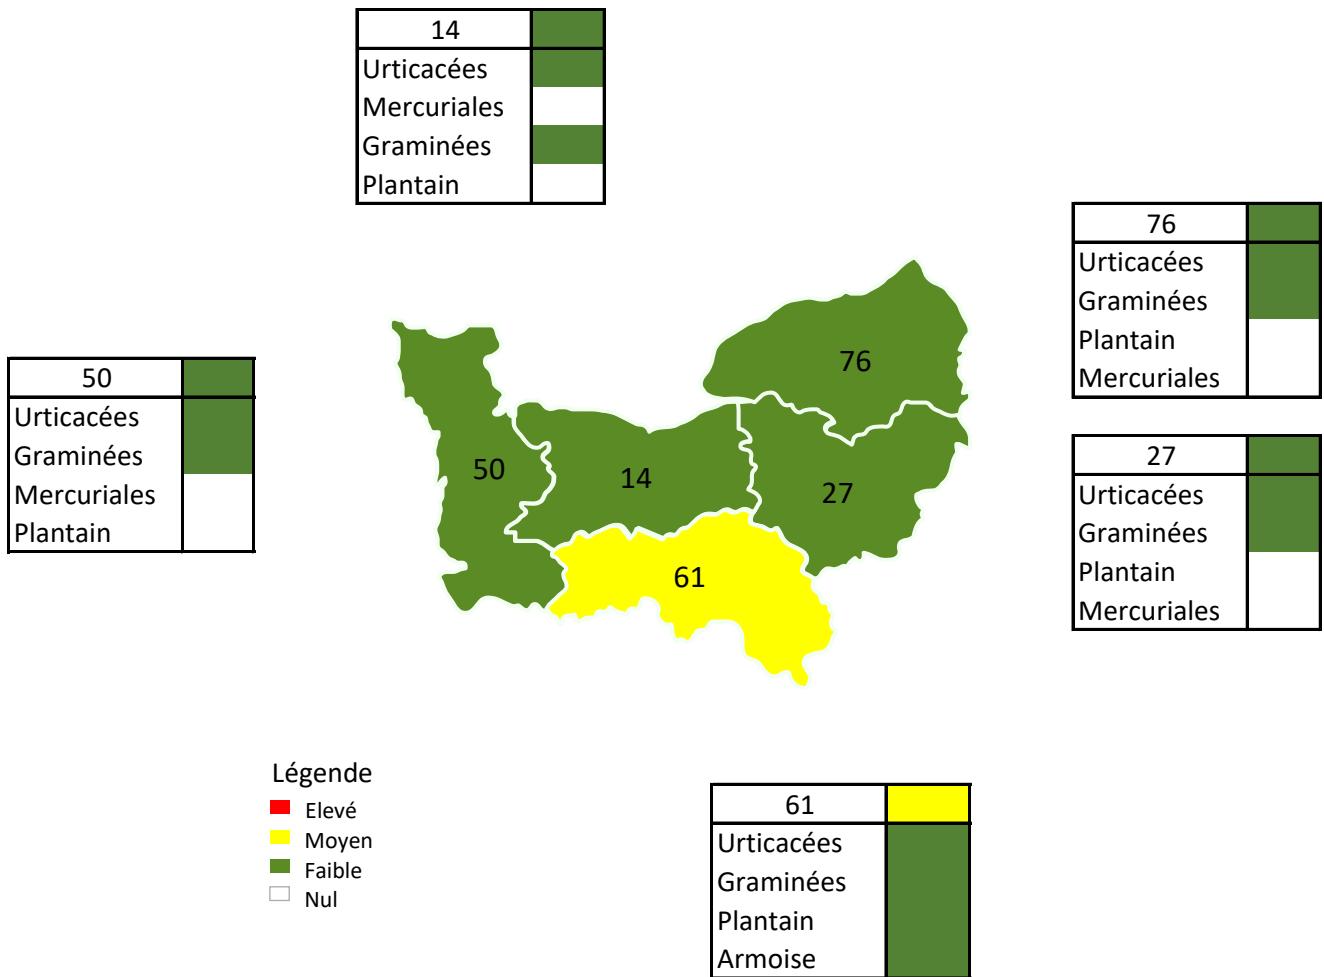 14
Urticacées
Mercuriales
Graminées
Plantain
76
Urticacées
Graminées
Plantain
Mercuriales
50
Urticacées
Graminées
Mercuriales
Plantain
27
Urticacées
Graminées
Plantain
Mercuriales
76
50
14
27
61
Légende
Elevé
Moyen
Faible
Nul
61
Urticacées
Graminées
Plantain
Armoise